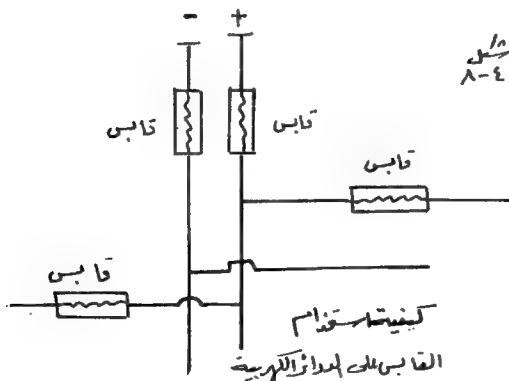 - +
شكل
٤-٨
قابس
قابس
قابس
قابس
كيفية استخدام
القابس على الدوائر الكهربية